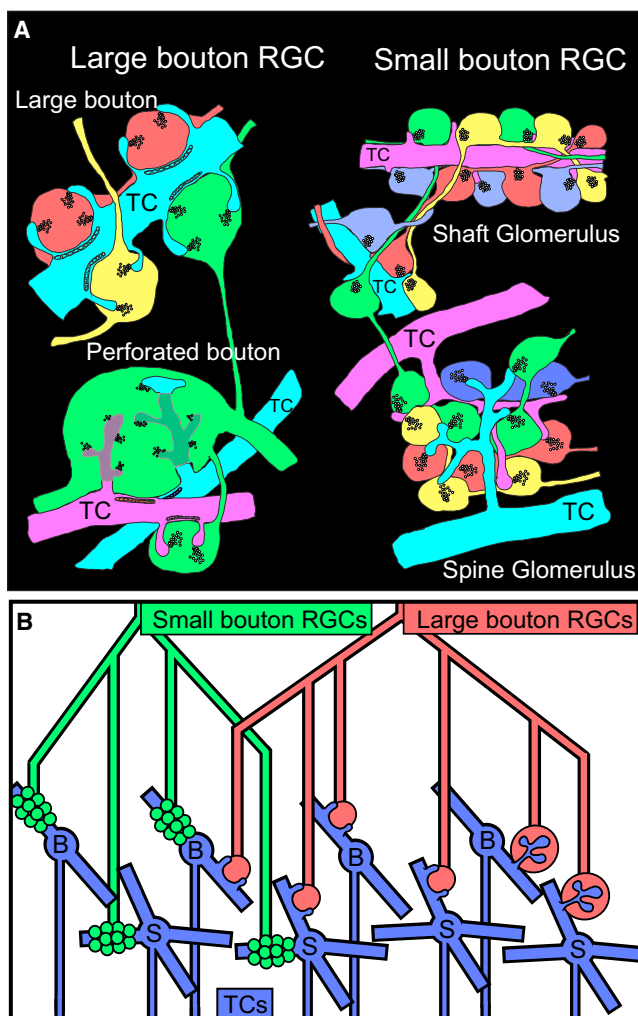 A
Large bouton RGC
Small bouton RGC
Large bouton
TC
TC
Shaft Glomerulus
TC
TC
Perforated bouton
TC
TC
TC
Spine Glomerulus
B
Small bouton RGCs
Large bouton RGCs
B
B
B
B
S
S
S
S
TCs